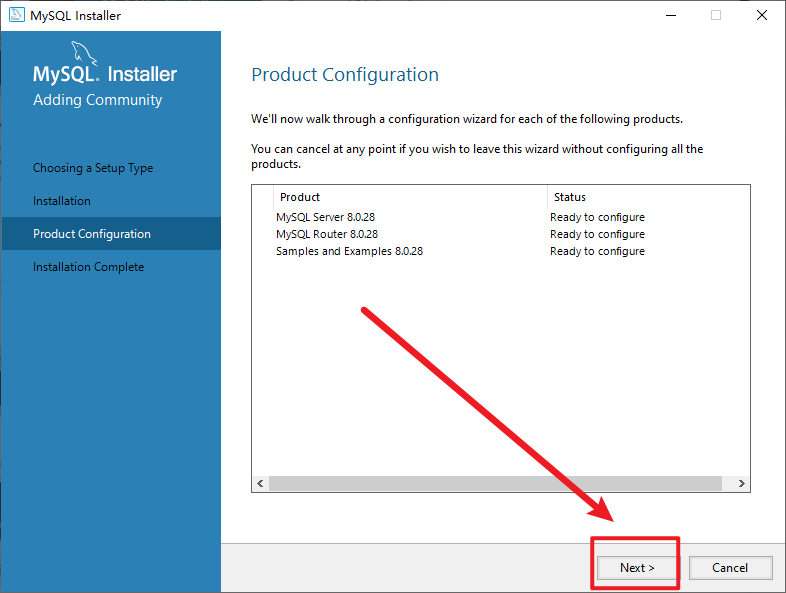 MySQL Installer
MySQL. Installer
Adding Community
Choosing a Setup Type
Installation
Product Configuration
Installation Complete
Product Configuration
We'll now walk through a configuration wizard for each of the following products.
You can cancel at any point if you wish to leave this wizard without configuring all the
products.
Product Status
MySQL Server 8.0.28 Ready to configure
MySQL Router 8.0.28 Ready to configure
Samples and Examples 8.0.28 Ready to configure
Next > Cancel